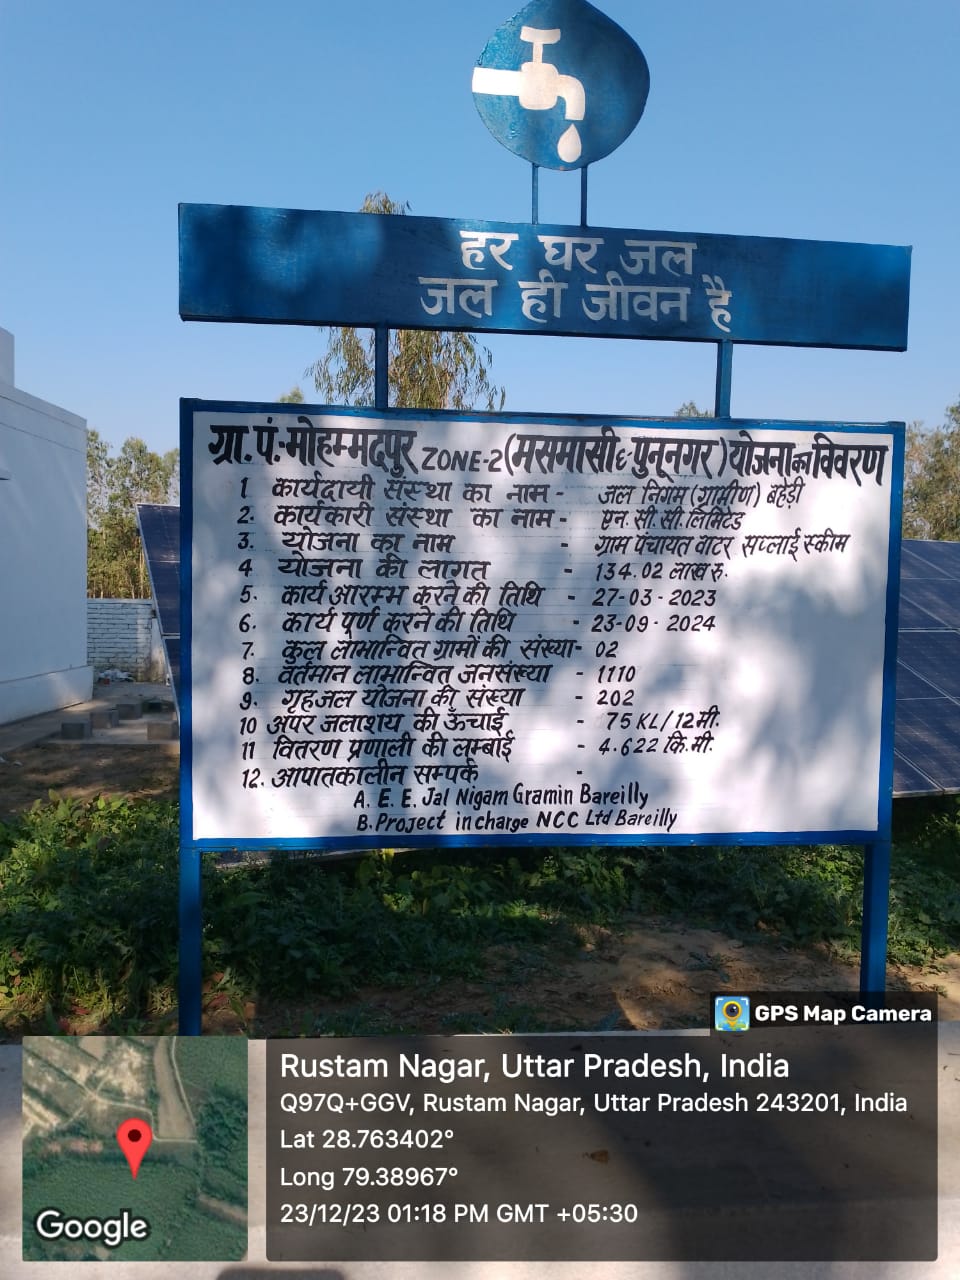 हर घर जल
जल ही जीवन है
ग्रा.पं.-मोहम्मदपुर ZONE-2 (मसमासी & पुनूनगर) योजना का विवरण
1 कार्यदायी संस्था का नाम - जल निगम (ग्रामीण) बहेड़ी
2. कार्यकारी संस्था का नाम - एन.सी.सी. लिमिटेड
3. योजना का नाम - ग्राम पंचायत वाटर सप्लाई स्कीम
4 योजना की लागत - 134.02 लाख रु.
5. कार्य आरम्भ करने की तिथि - 27-03-2023
6. कार्य पूर्ण करने की तिथि - 23-09-2024
7. कुल लाभान्वित ग्रामों की संख्या- 02
8. वर्तमान लाभान्वित जनसंख्या - 1110
9. गृहजल योजना की संख्या - 202
10 अपर जलाशय की ऊँचाई - 75 KL/12 मी.
11 वितरण प्रणाली की लम्बाई - 4.622 कि.मी.
12. आपातकालीन सम्पर्क -
A. E. E. Jal Nigam Gramin Bareilly
B. Project incharge NCC Ltd Bareilly
GPS Map Camera
Rustam Nagar, Uttar Pradesh, India
Q97Q+GGV, Rustam Nagar, Uttar Pradesh 243201, India
Lat 28.763402°
Long 79.38967°
23/12/23 01:18 PM GMT +05:30
Google